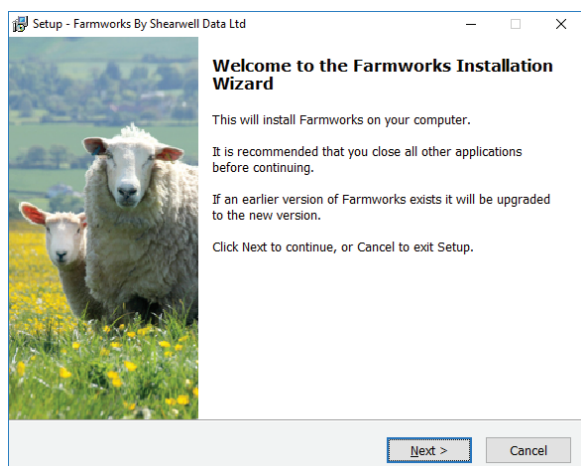 Setup - Farmworks By Shearwell Data Ltd
Welcome to the Farmworks Installation
Wizard
This will install Farmworks on your computer.
It is recommended that you close all other applications
before continuing.
If an earlier version of Farmworks exists it will be upgraded
to the new version.
Click Next to continue, or Cancel to exit Setup.
Next >
Cancel